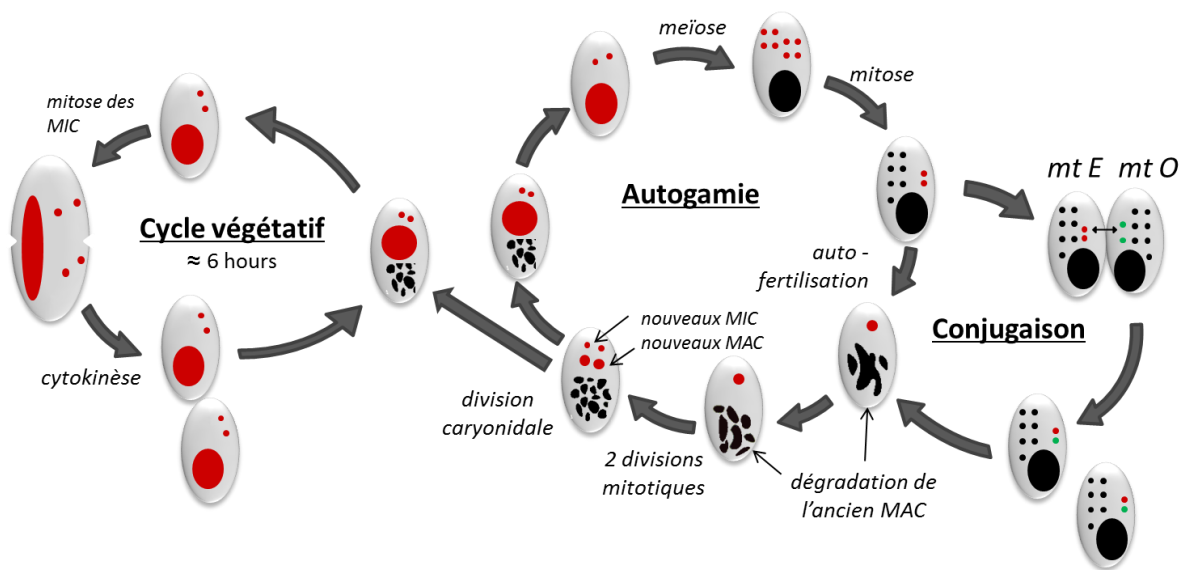 meïose
mitose
mitose des
MIC
Cycle végétatif
≈ 6 hours
cytokinèse
Autogamie
mt E
mt O
auto -
fertilisation
Conjugaison
nouveaux MIC
nouveaux MAC
division
caryonidale
2 divisions
mitotiques
dégradation de
l’ancien MAC